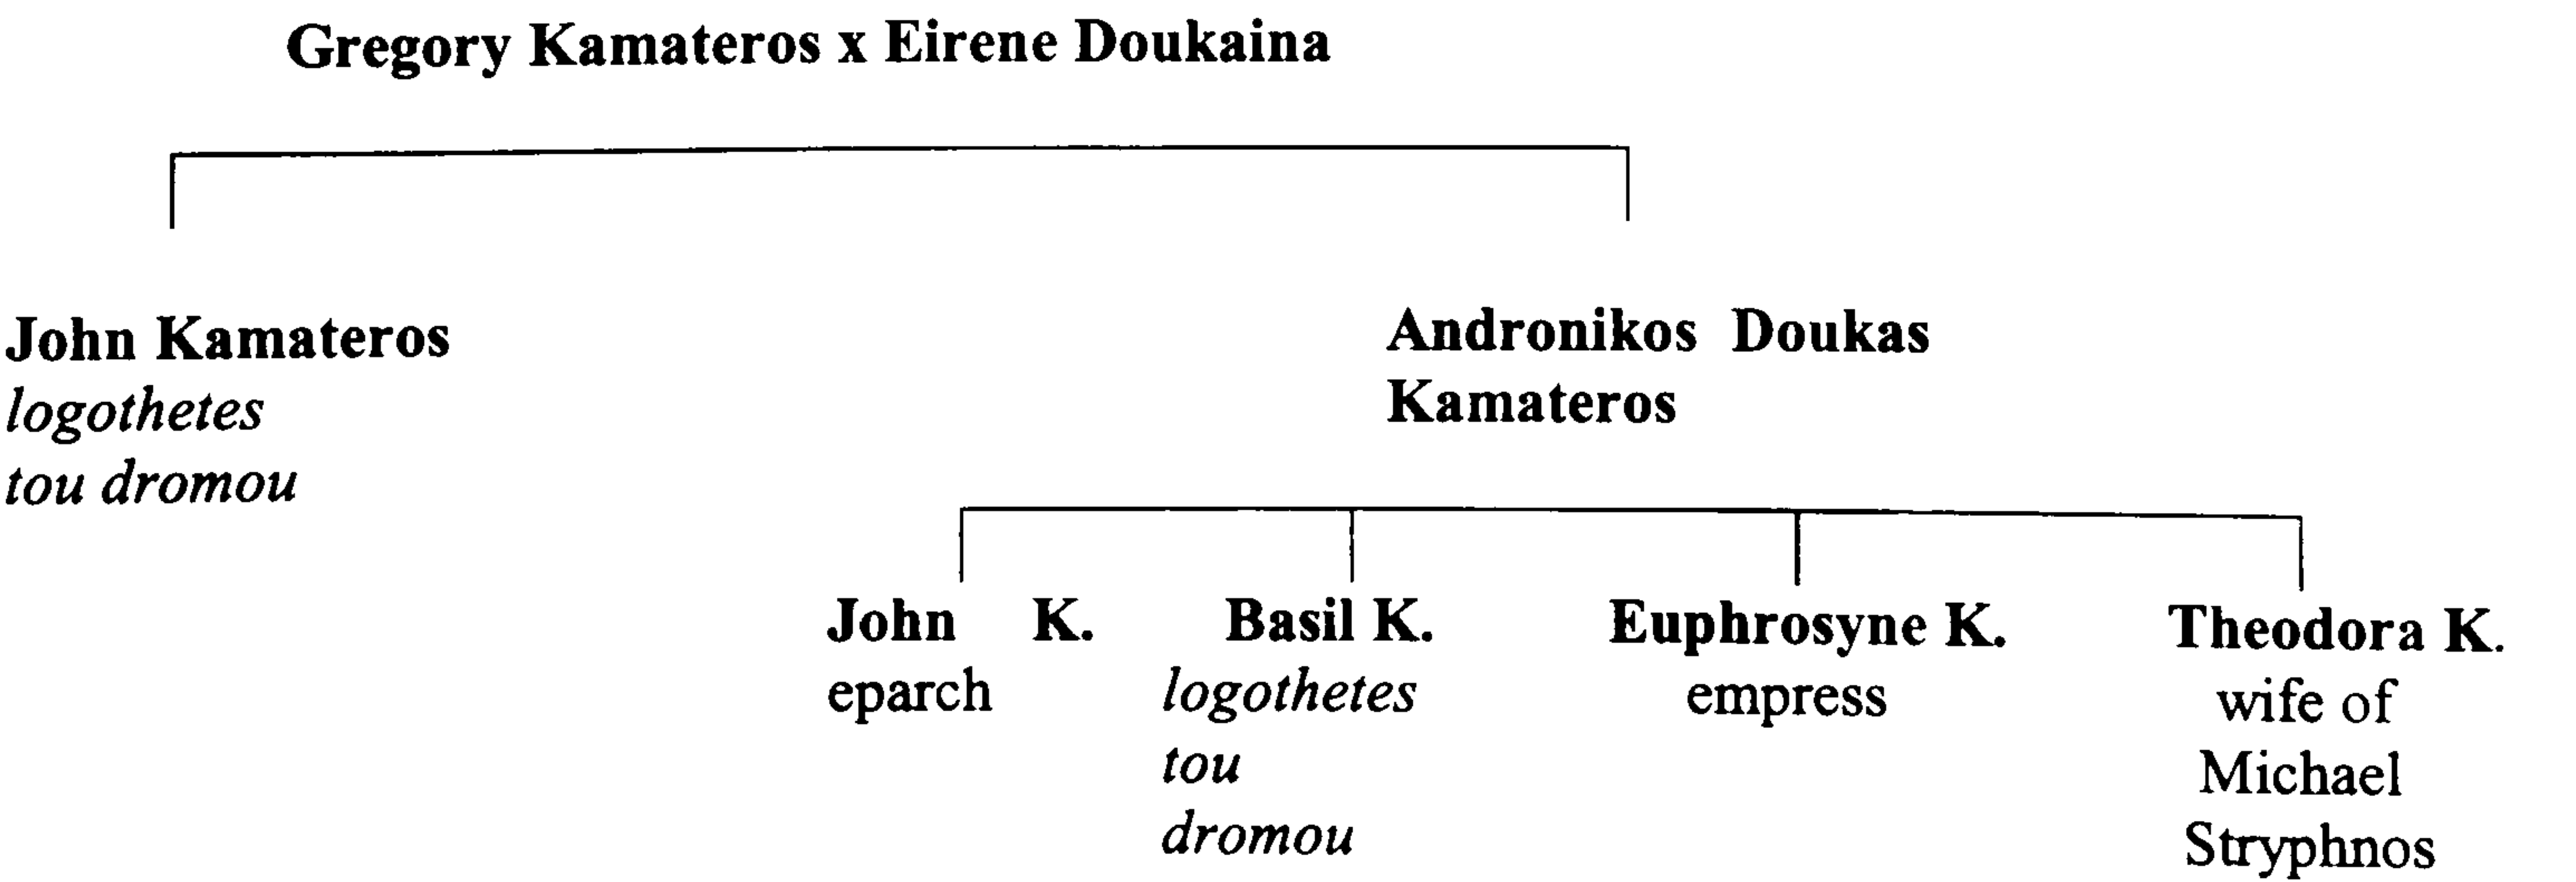 Gregory Kamateros x Eirene Doukaina
John Kamateros
logothetes
tou dromou
Andronikos Doukas
Kamateros
John K.
eparch
Basil K.
logothetes
tou
dromou
Euphrosyne K.
empress
Theodora K.
wife of
Michael
Stryphnos